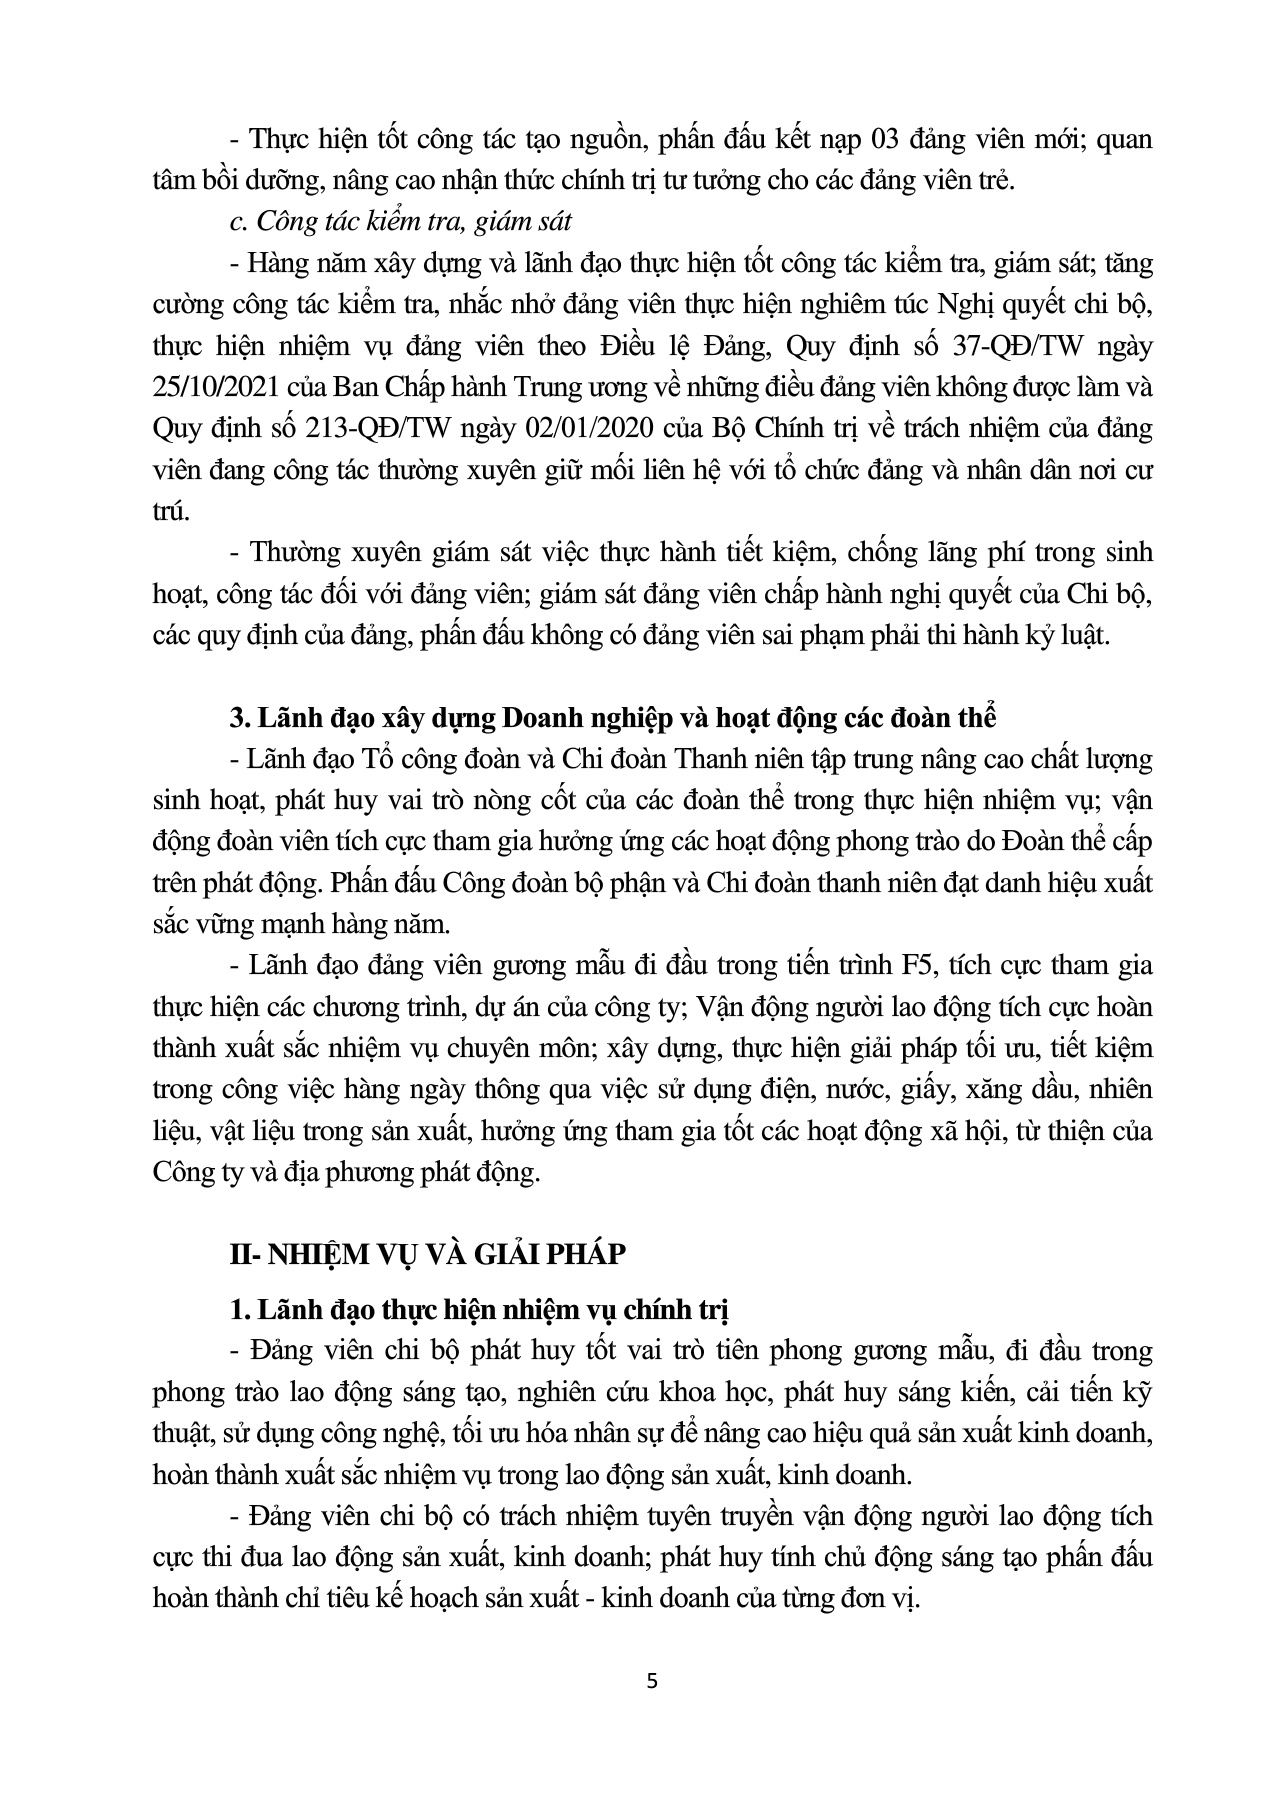 - Thực hiện tốt công tác tạo nguồn, phấn đấu kết nạp 03 đảng viên mới; quan
tâm bồi dưỡng, nâng cao nhận thức chính trị tư tưởng cho các đảng viên trẻ.
c. Công tác kiểm tra, giám sát
- Hàng năm xây dựng và lãnh đạo thực hiện tốt công tác kiểm tra, giám sát; tăng
cường công tác kiểm tra, nhắc nhở đảng viên thực hiện nghiêm túc Nghị quyết chi bộ,
thực hiện nhiệm vụ đảng viên theo Điều lệ Đảng, Quy định số 37-QĐ/TW ngày
25/10/2021 của Ban Chấp hành Trung ương về những điều đảng viên không được làm và
Quy định số 213-QĐ/TW ngày 02/01/2020 của Bộ Chính trị về trách nhiệm của đảng
viên đang công tác thường xuyên giữ mối liên hệ với tổ chức đảng và nhân dân nơi cư
trú.
- Thường xuyên giám sát việc thực hành tiết kiệm, chống lãng phí trong sinh
hoạt, công tác đối với đảng viên; giám sát đảng viên chấp hành nghị quyết của Chi bộ,
các quy định của đảng, phấn đấu không có đảng viên sai phạm phải thi hành kỷ luật.
3. Lãnh đạo xây dựng Doanh nghiệp và hoạt động các đoàn thể
- Lãnh đạo Tổ công đoàn và Chi đoàn Thanh niên tập trung nâng cao chất lượng
sinh hoạt, phát huy vai trò nòng cốt của các đoàn thể trong thực hiện nhiệm vụ; vận
động đoàn viên tích cực tham gia hưởng ứng các hoạt động phong trào do Đoàn thể cấp
trên phát động. Phấn đấu Công đoàn bộ phận và Chi đoàn thanh niên đạt danh hiệu xuất
sắc vững mạnh hàng năm.
- Lãnh đạo đảng viên gương mẫu đi đầu trong tiến trình F5, tích cực tham gia
thực hiện các chương trình, dự án của công ty; Vận động người lao động tích cực hoàn
thành xuất sắc nhiệm vụ chuyên môn; xây dựng, thực hiện giải pháp tối ưu, tiết kiệm
trong công việc hàng ngày thông qua việc sử dụng điện, nước, giấy, xăng dầu, nhiên
liệu, vật liệu trong sản xuất, hưởng ứng tham gia tốt các hoạt động xã hội, từ thiện của
Công ty và địa phương phát động.
II- NHIỆM VỤ VÀ GIẢI PHÁP
1. Lãnh đạo thực hiện nhiệm vụ chính trị
- Đảng viên chi bộ phát huy tốt vai trò tiên phong gương mẫu, đi đầu trong
phong trào lao động sáng tạo, nghiên cứu khoa học, phát huy sáng kiến, cải tiến kỹ
thuật, sử dụng công nghệ, tối ưu hóa nhân sự để nâng cao hiệu quả sản xuất kinh doanh,
hoàn thành xuất sắc nhiệm vụ trong lao động sản xuất, kinh doanh.
- Đảng viên chi bộ có trách nhiệm tuyên truyền vận động người lao động tích
cực thi đua lao động sản xuất, kinh doanh; phát huy tính chủ động sáng tạo phấn đấu
hoàn thành chỉ tiêu kế hoạch sản xuất - kinh doanh của từng đơn vị.
5